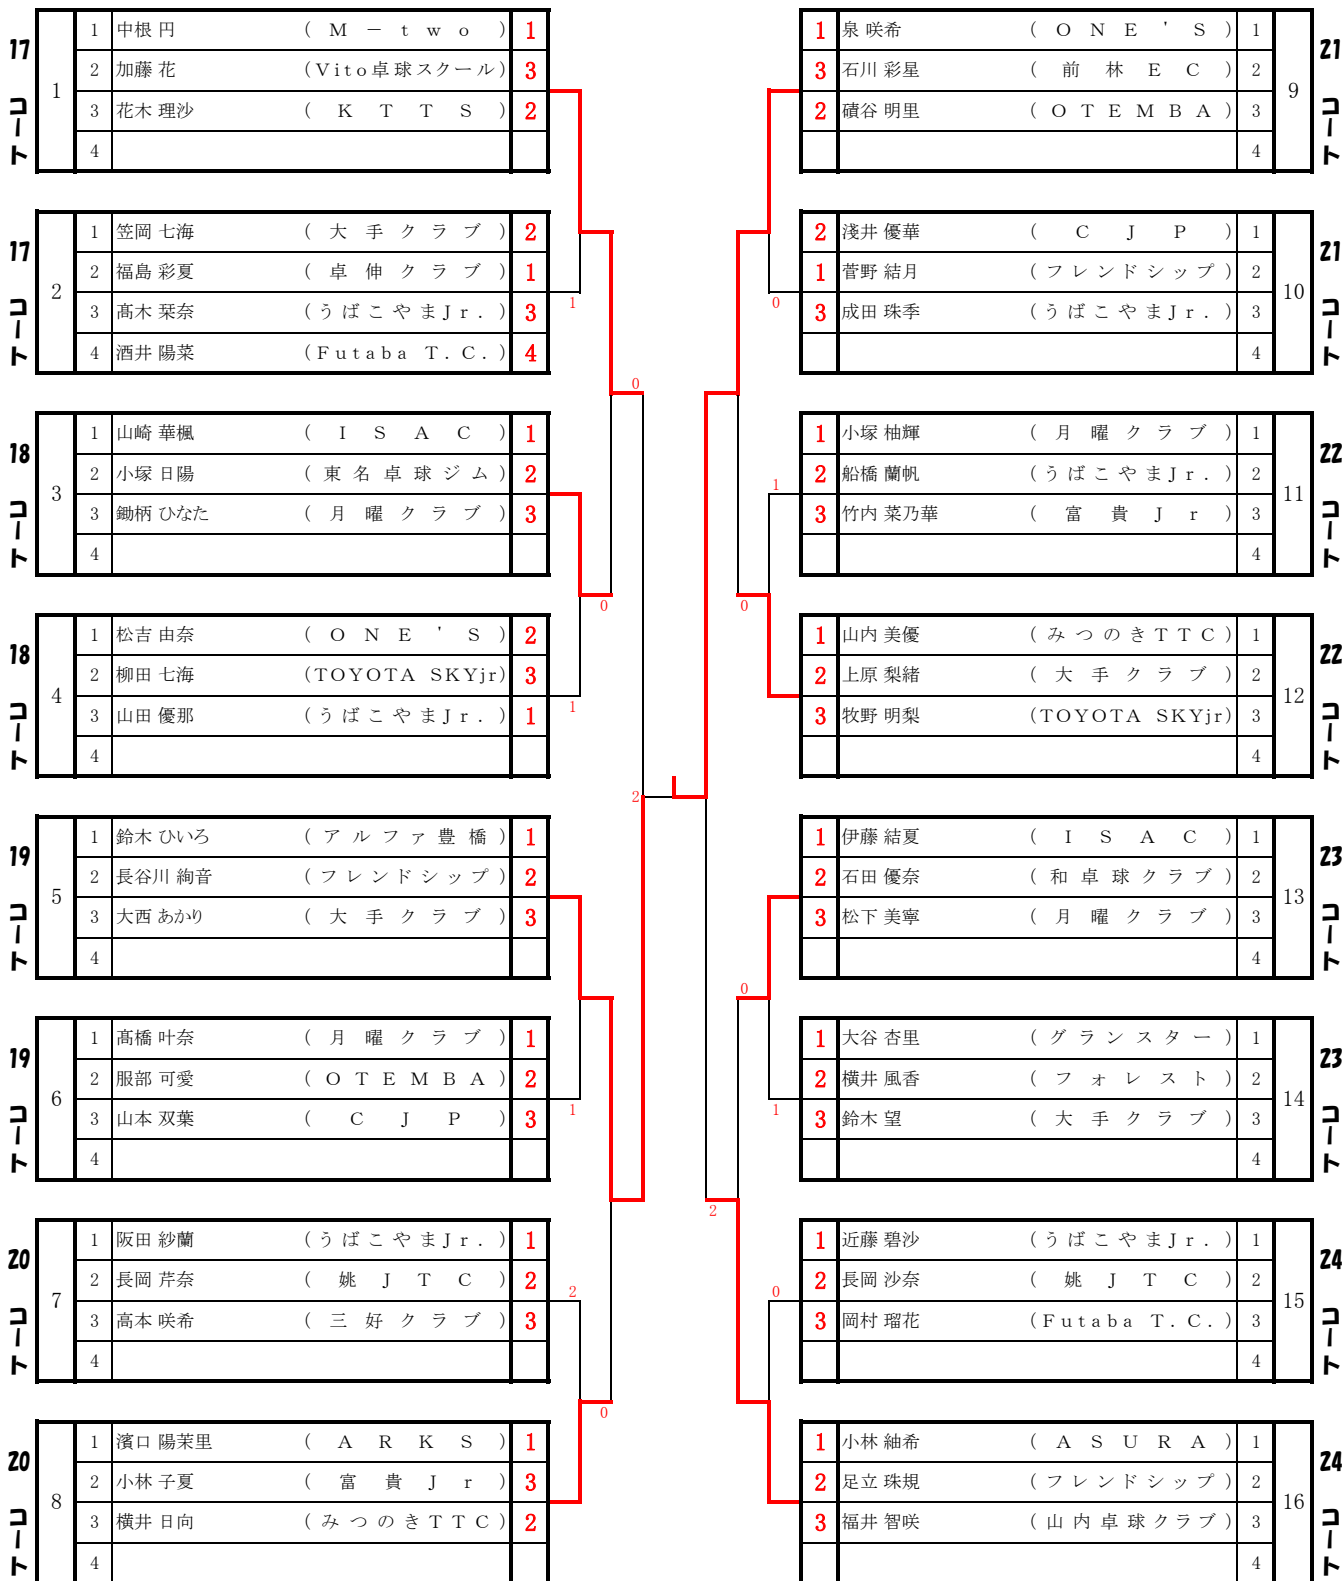 17 コート
1
1 中根 円 (M－two) 1
2 加藤 花 (Vito卓球スクール) 3
3 花木 理沙 (KTTS) 2
4
17 コート
2
1 笠岡 七海 (大手クラブ) 2
2 福島 彩夏 (卓伸クラブ) 1
3 髙木 栞奈 (うばこやまJr.) 3
4 酒井 陽菜 (Futaba T.C.) 4
1
0
18 コート
3
1 山崎 華楓 (ISAC) 1
2 小塚 日陽 (東名卓球ジム) 2
3 鋤柄 ひなた (月曜クラブ) 3
4
0
18 コート
4
1 松吉 由奈 (ONE'S) 2
2 柳田 七海 (TOYOTA SKYjr) 3
3 山田 優那 (うばこやまJr.) 1
4
1
2
19 コート
5
1 鈴木 ひいろ (アルファ豊橋) 1
2 長谷川 絢音 (フレンドシップ) 2
3 大西 あかり (大手クラブ) 3
4
19 コート
6
1 髙橋 叶奈 (月曜クラブ) 1
2 服部 可愛 (OTEMBA) 2
3 山本 双葉 (CJP) 3
4
1
20 コート
7
1 阪田 紗蘭 (うばこやまJr.) 1
2 長岡 芹奈 (姚JTC) 2
3 高本 咲希 (三好クラブ) 3
4
2
0
20 コート
8
1 濱口 陽茉里 (ARKS) 1
2 小林 子夏 (富貴Jr) 3
3 横井 日向 (みつのきTTC) 2
4
21 コート
9
1 泉 咲希 (ONE'S) 1
3 石川 彩星 (前林EC) 2
2 磧谷 明里 (OTEMBA) 3
4
21 コート
10
2 淺井 優華 (CJP) 1
1 菅野 結月 (フレンドシップ) 2
3 成田 珠季 (うばこやまJr.) 3
4
0
22 コート
11
1 小塚 柚輝 (月曜クラブ) 1
2 船橋 蘭帆 (うばこやまJr.) 2
3 竹内 菜乃華 (富貴Jr) 3
4
1
0
22 コート
12
1 山内 美優 (みつのきTTC) 1
2 上原 梨緒 (大手クラブ) 2
3 牧野 明梨 (TOYOTA SKYjr) 3
4
23 コート
13
1 伊藤 結夏 (ISAC) 1
2 石田 優奈 (和卓球クラブ) 2
3 松下 美寧 (月曜クラブ) 3
4
0
23 コート
14
1 大谷 杏里 (グランスター) 1
2 横井 風香 (フォレスト) 2
3 鈴木 望 (大手クラブ) 3
4
1
2
24 コート
15
1 近藤 碧沙 (うばこやまJr.) 1
2 長岡 沙奈 (姚JTC) 2
3 岡村 瑠花 (Futaba T.C.) 3
4
0
24 コート
16
1 小林 紬希 (ASURA) 1
2 足立 珠規 (フレンドシップ) 2
3 福井 智咲 (山内卓球クラブ) 3
4